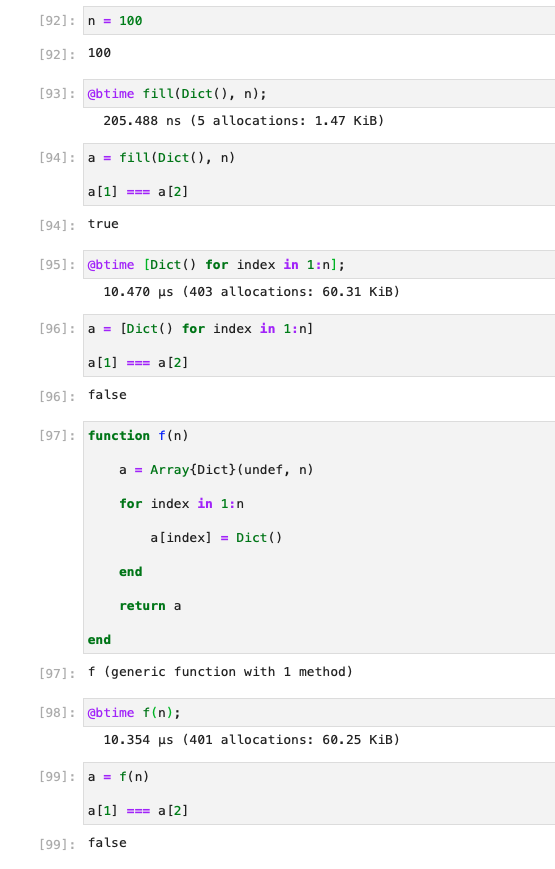 [92]: n = 100
[92]: 100
[93]: @btime fill(Dict(), n);
205.488 ns (5 allocations: 1.47 KiB)
[94]: a = fill(Dict(), n)
a[1] === a[2]
[94]: true
[95]: @btime [Dict() for index in 1:n];
10.470 μs (403 allocations: 60.31 KiB)
[96]: a = [Dict() for index in 1:n]
a[1] === a[2]
[96]: false
[97]: function f(n)
a = Array{Dict}(undef, n)
for index in 1:n
a[index] = Dict()
end
return a
end
[97]: f (generic function with 1 method)
[98]: @btime f(n);
10.354 μs (401 allocations: 60.25 KiB)
[99]: a = f(n)
a[1] === a[2]
[99]: false